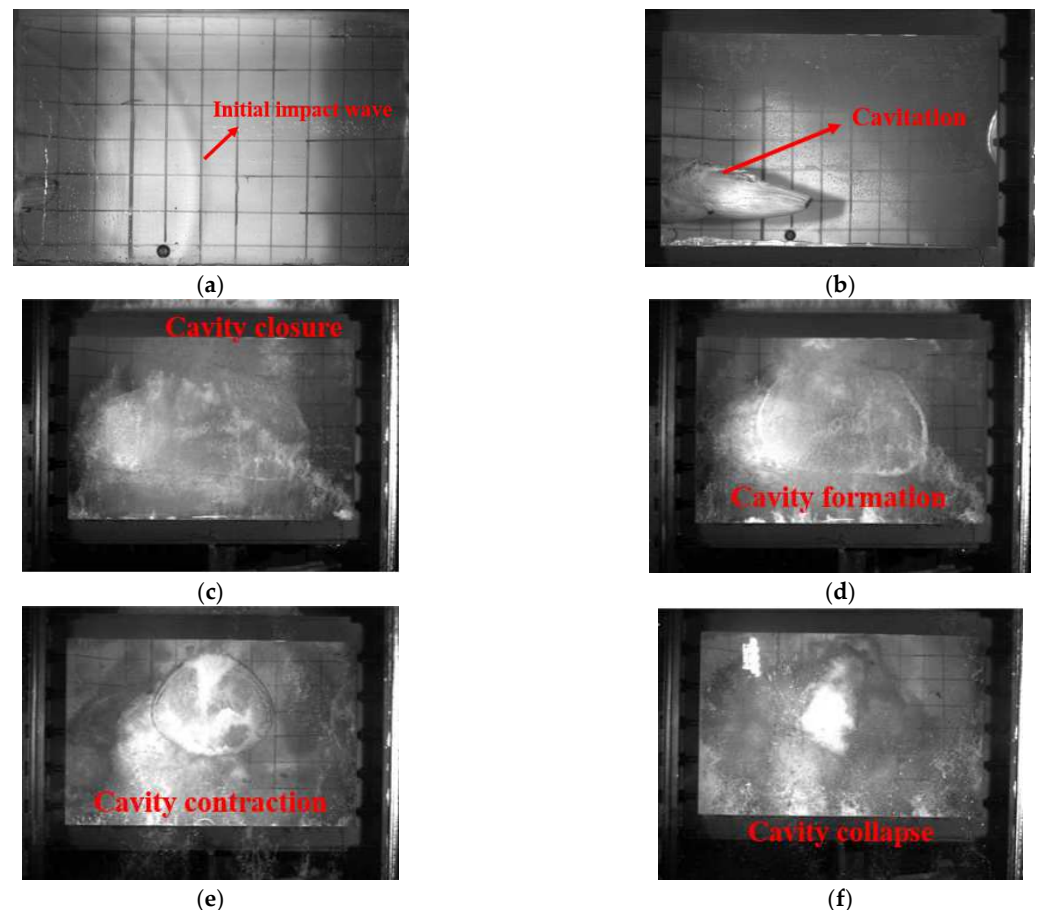 Initial impact wave
Cavitation
(a)
(b)
Cavity closure
Cavity formation
(c)
(d)
Cavity contraction
Cavity collapse
(e)
(f)